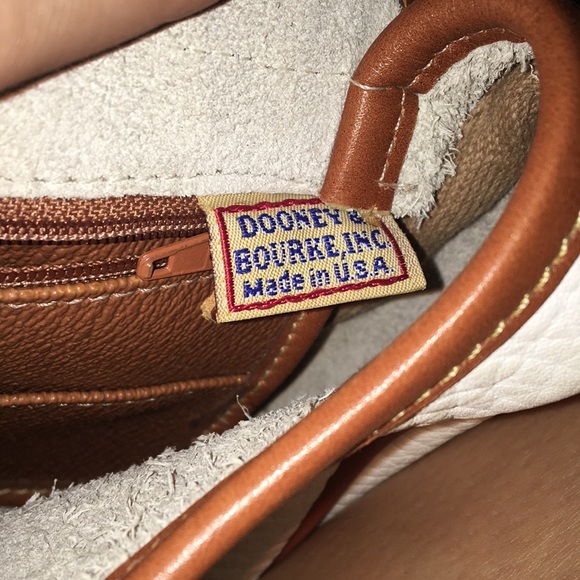 DOONEY &
BOURKE, INC.
Made in U.S.A.